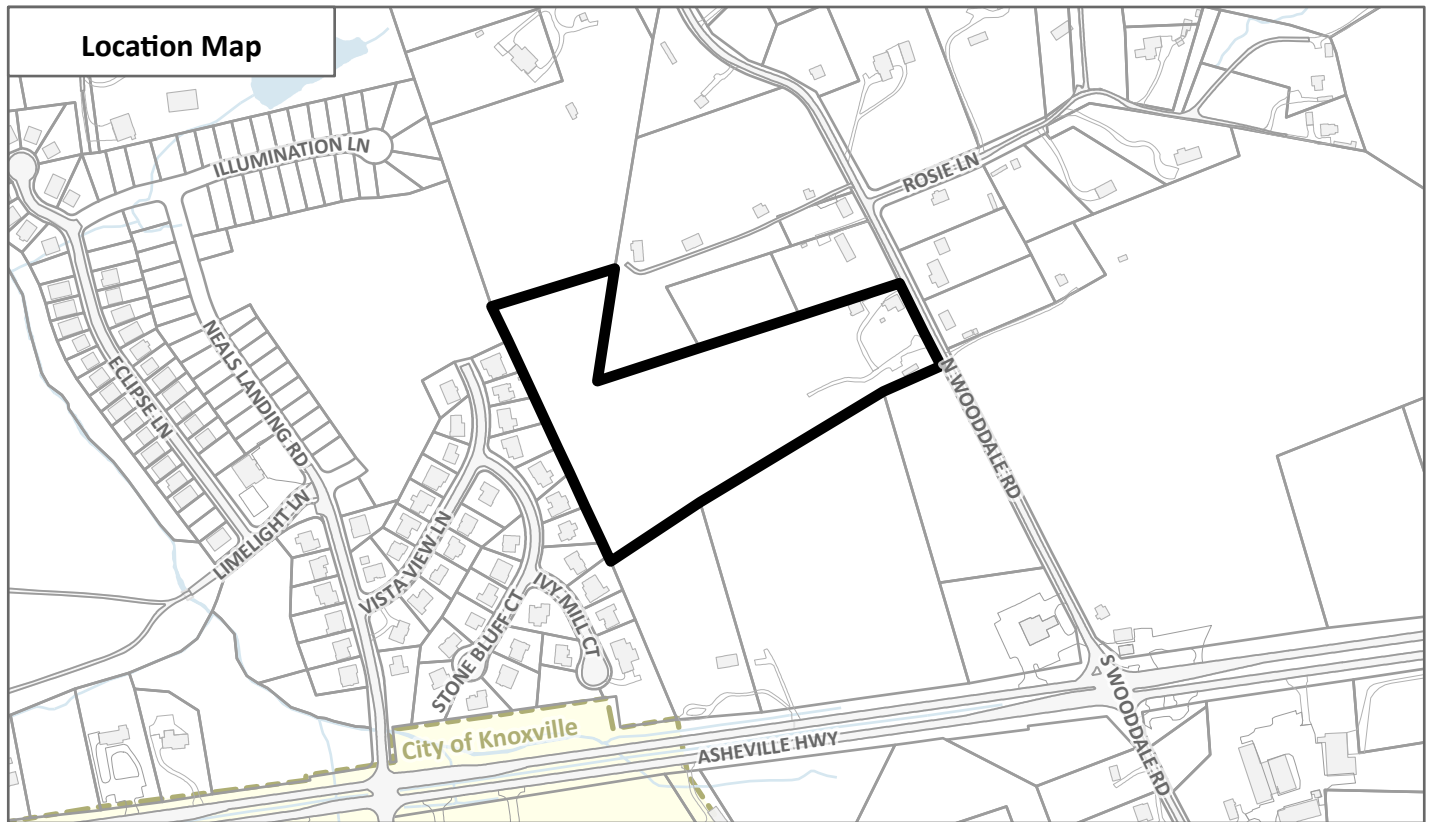 Location Map
ILLUMINATION LN
ROSIE LN
NEALS LANDING RD
ECLIPSE LN
N WOODDALE RD
LIMELIGHT LN
VISTA VIEW LN
IVY MILL CT
STONE BLUFF CT
S WOODDALE RD
City of Knoxville
ASHEVILLE HWY